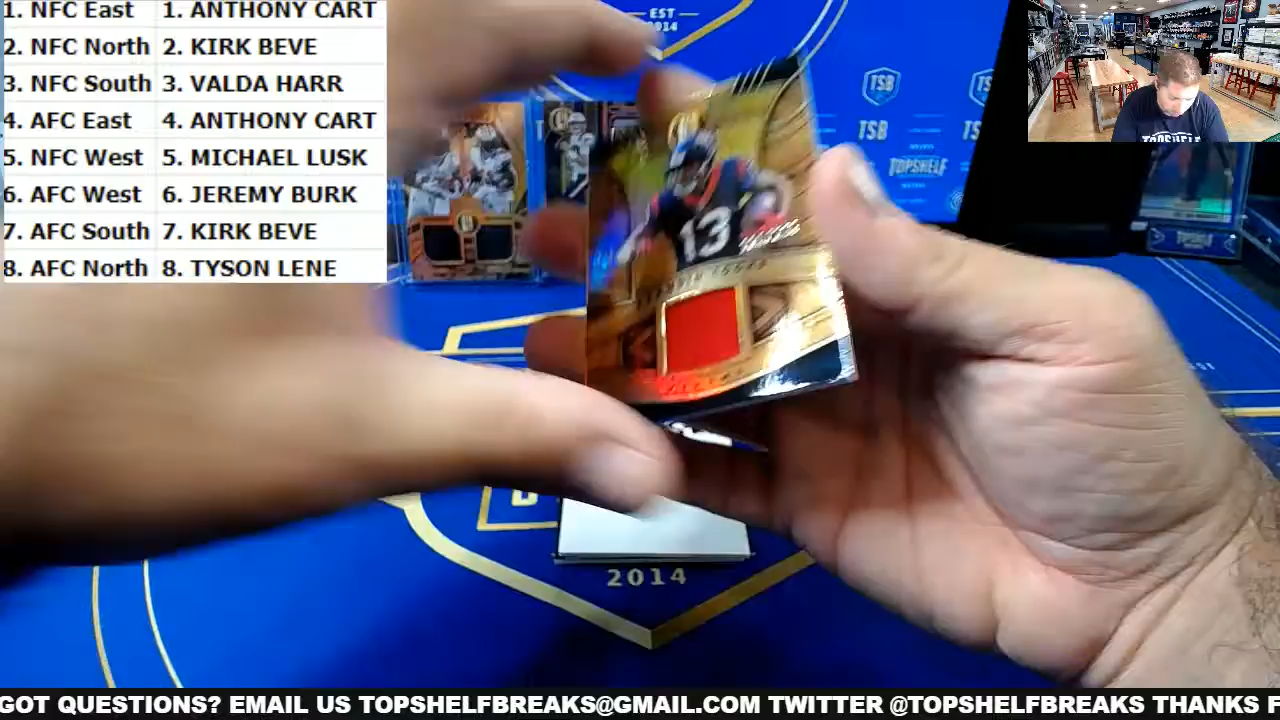 1. NFC East 1. ANTHONY CART
2. NFC North 2. KIRK BEVE
3. NFC South 3. VALDA HARR
4. AFC East 4. ANTHONY CART
5. NFC West 5. MICHAEL LUSK
6. AFC West 6. JEREMY BURK
7. AFC South 7. KIRK BEVE
8. AFC North 8. TYSON LENE
EST
2014
TSB
TSB
TOPSHELF
13
2014
GOT QUESTIONS? EMAIL US TOPSHELFBREAKS@GMAIL.COM TWITTER @TOPSHELFBREAKS THANKS F